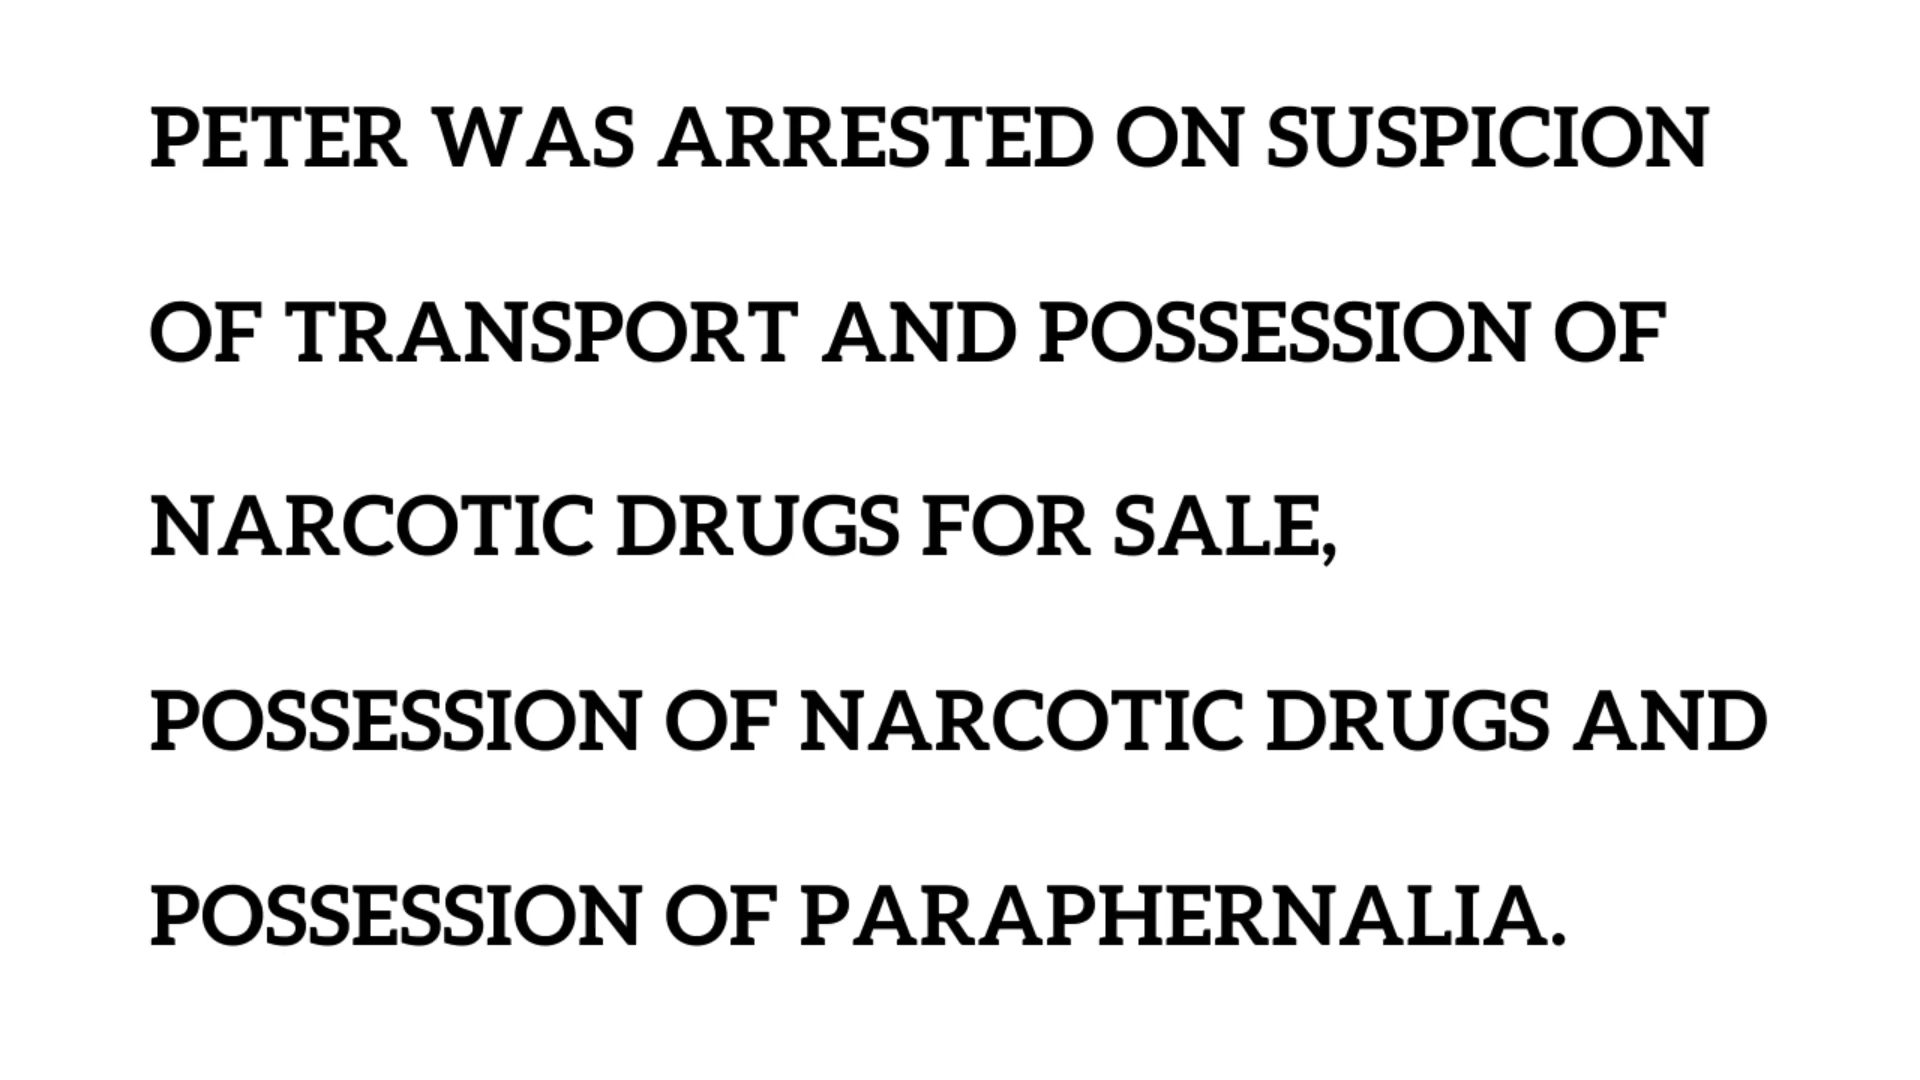 PETER WAS ARRESTED ON SUSPICION
OF TRANSPORT AND POSSESSION OF
NARCOTIC DRUGS FOR SALE,
POSSESSION OF NARCOTIC DRUGS AND
POSSESSION OF PARAPHERNALIA.